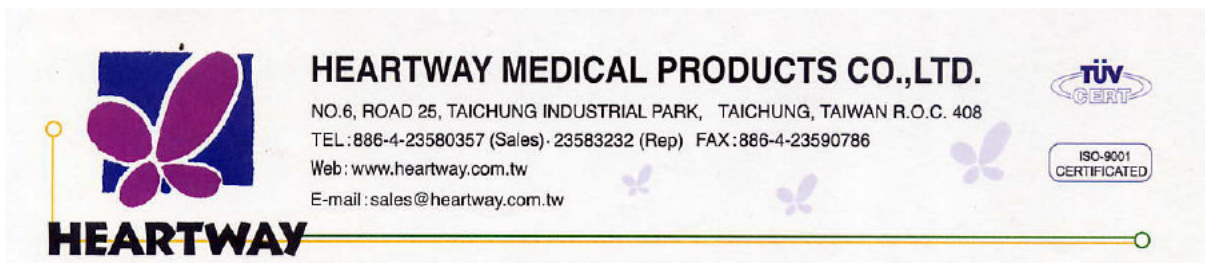 HEARTWAY MEDICAL PRODUCTS CO.,LTD.
NO.6, ROAD 25, TAICHUNG INDUSTRIAL PARK, TAICHUNG, TAIWAN R.O.C. 408
TEL:886-4-23580357 (Sales)·23583232 (Rep) FAX:886-4-23590786
Web:www.heartway.com.tw
E-mail:sales@heartway.com.tw
HEARTWAY
TÜV
CERT
ISO-9001
CERTIFICATED